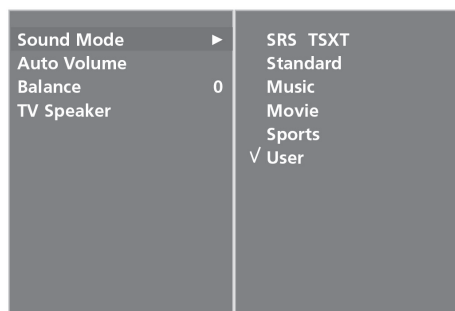 Sound Mode ►
Auto Volume
Balance 0
TV Speaker
SRS TSXT
Standard
Music
Movie
Sports
√ User